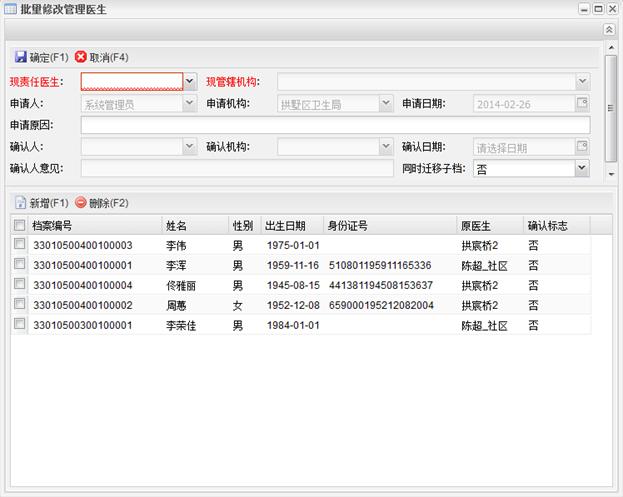 批量修改管理医生
确定(F1) 取消(F4)
现责任医生: 现管辖机构:
申请人: 系统管理员 申请机构: 拱墅区卫生局 申请日期: 2014-02-26
申请原因:
确认人: 确认机构: 确认日期: 请选择日期
确认人意见: 同时迁移子档: 否
新增(F1) 删除(F2)
档案编号 姓名 性别 出生日期 身份证号 原医生 确认标志
33010500400100003 李伟 男 1975-01-01 拱宸桥2 否
33010500400100001 李浑 男 1959-11-16 510801195911165336 陈超_社区 否
33010500400100004 佟雅丽 男 1945-08-15 441381194508153637 拱宸桥2 否
33010500400100002 周蕙 女 1952-12-08 659000195212082004 拱宸桥2 否
33010500300100001 李荣佳 男 1984-01-01 陈超_社区 否